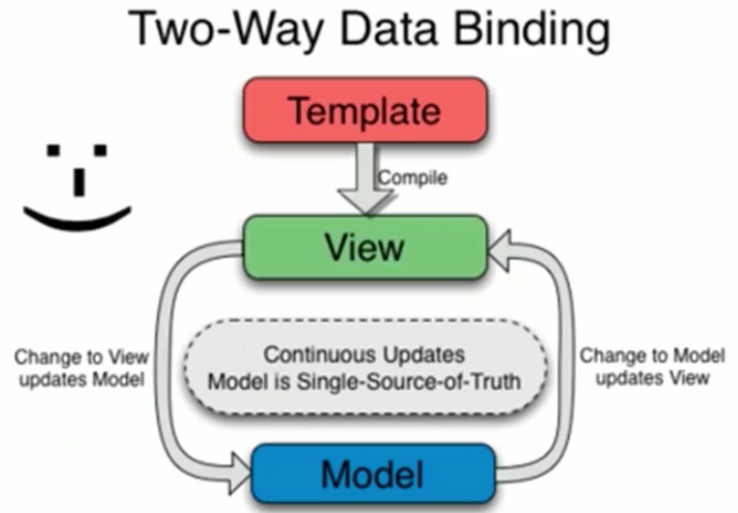 Two-Way Data Binding
Template
Compile
View
Change to View
updates Model
Continuous Updates
Model is Single-Source-of-Truth
Change to Model
updates View
Model